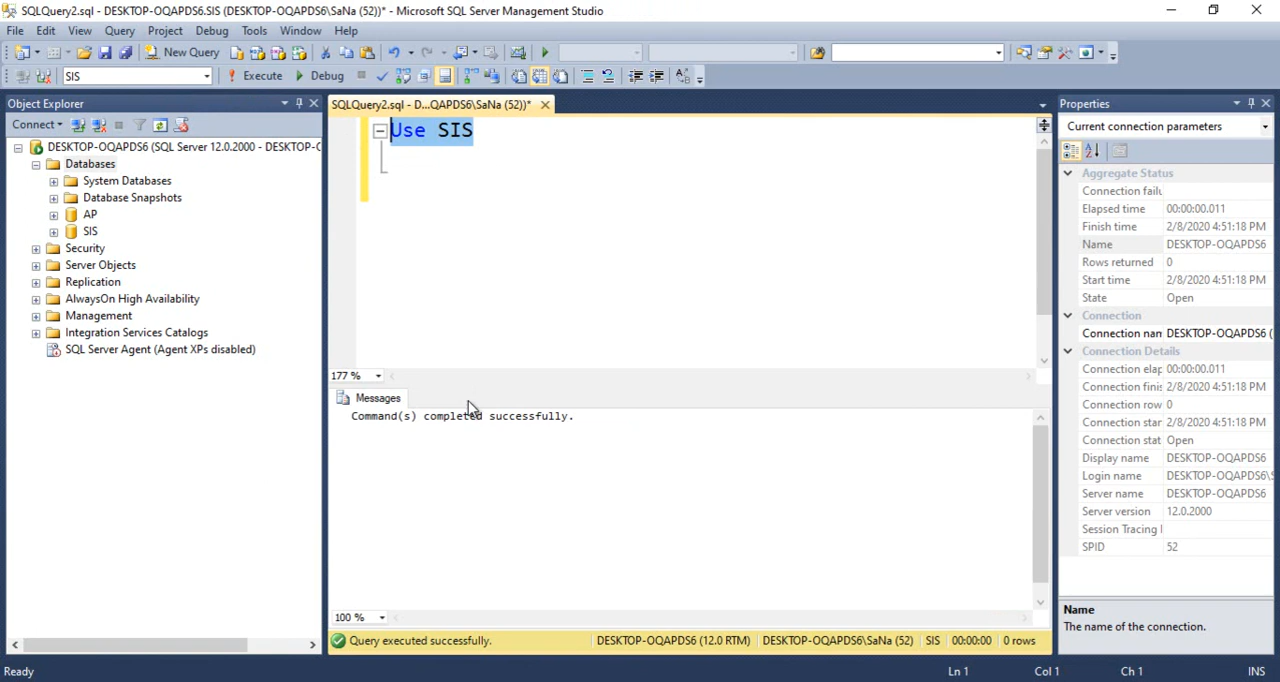 SQLQuery2.sql - DESKTOP-OQAPDS6.SIS (DESKTOP-OQAPDS6\SaNa (52))* - Microsoft SQL Server Management Studio
File Edit View Query Project Debug Tools Window Help
New Query
SIS Execute Debug
Object Explorer
Connect
DESKTOP-OQAPDS6 (SQL Server 12.0.2000 - DESKTOP-O
Databases
System Databases
Database Snapshots
AP
SIS
Security
Server Objects
Replication
AlwaysOn High Availability
Management
Integration Services Catalogs
SQL Server Agent (Agent XPs disabled)
SQLQuery2.sql - D...QAPDS6\SaNa (52))*
Use SIS
177 %
Messages
Command(s) completed successfully.
100 %
Query executed successfully. DESKTOP-OQAPDS6 (12.0 RTM) DESKTOP-OQAPDS6\SaNa (52) SIS 00:00:00 0 rows
Properties
Current connection parameters
Aggregate Status
Connection failu
Elapsed time 00:00:00.011
Finish time 2/8/2020 4:51:18 PM
Name DESKTOP-OQAPDS6
Rows returned 0
Start time 2/8/2020 4:51:18 PM
State Open
Connection
Connection nam DESKTOP-OQAPDS6 (
Connection Details
Connection elap 00:00:00.011
Connection finis 2/8/2020 4:51:18 PM
Connection row 0
Connection star 2/8/2020 4:51:18 PM
Connection stat Open
Display name DESKTOP-OQAPDS6
Login name DESKTOP-OQAPDS6\S
Server name DESKTOP-OQAPDS6
Server version 12.0.2000
Session Tracing I
SPID 52
Name
The name of the connection.
Ready Ln 1 Col 1 Ch 1 INS